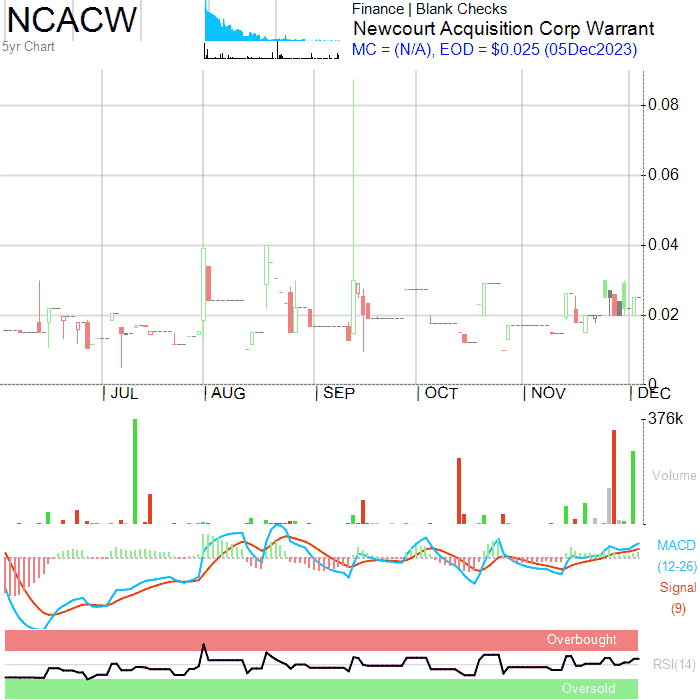 NCACW
5yr Chart
Finance | Blank Checks
Newcourt Acquisition Corp Warrant
MC = (N/A), EOD = $0.025 (05Dec2023)
0.08
0.06
0.04
0.02
0
JUL
AUG
SEP
OCT
NOV
DEC
376k
Volume
MACD
(12-26)
Signal
(9)
Overbought
RSI(14)
Oversold